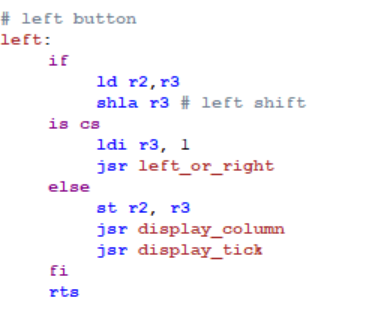 # left button
left:
if
ld r2,r3
shla r3 # left shift
is cs
ldi r3, 1
jsr left_or_right
else
st r2, r3
jsr display_column
jsr display_tick
fi
rts